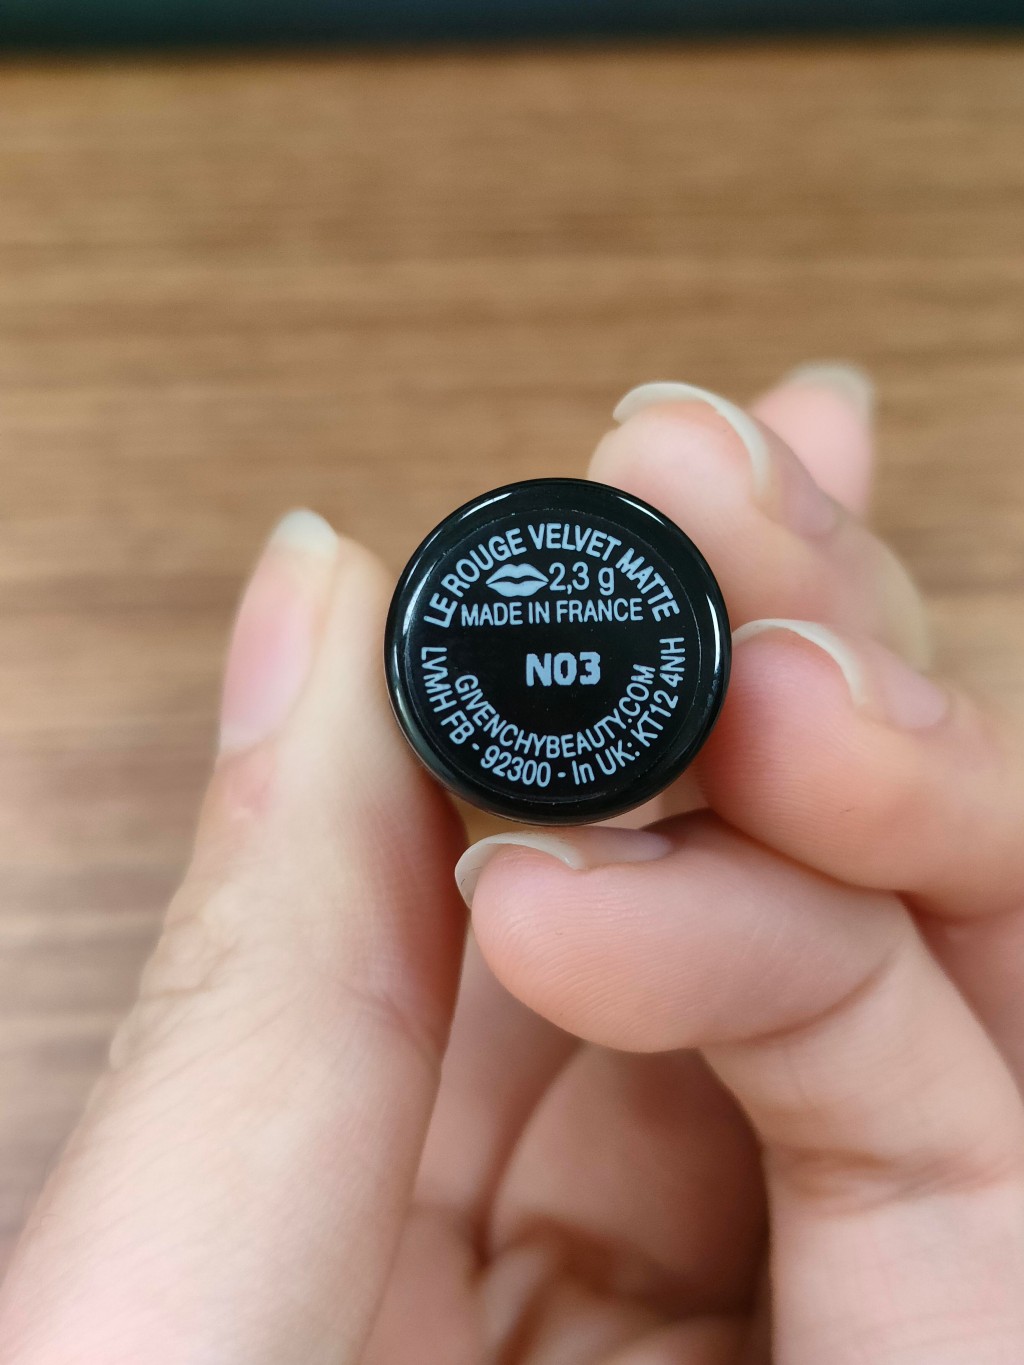 LE ROUGE VELVET MATTE
2,3 g
MADE IN FRANCE
N03
GIVENCHYBEAUTY.COM
LVMH FB - 92300 - In UK: KT12 4NH